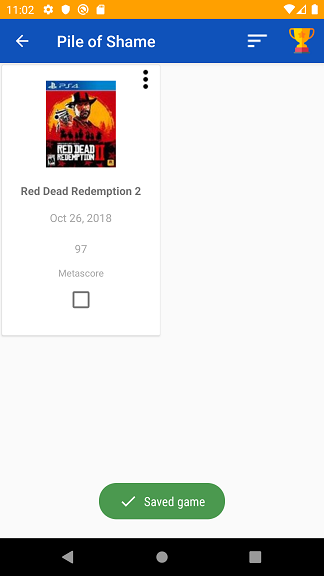 11:02
Pile of Shame
PS4
RED DEAD
REDEMPTION II
Red Dead Redemption 2
Oct 26, 2018
97
Metascore
Saved game